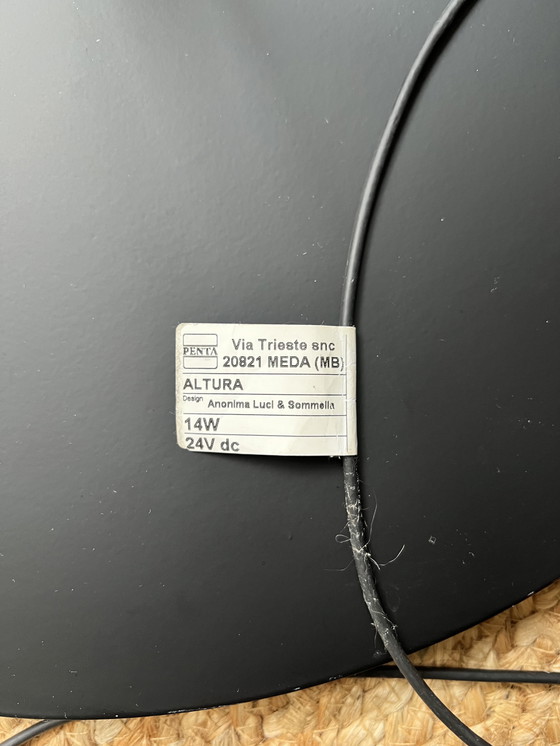 PENTA
Via Trieste snc
20821 MEDA (MB)
ALTURA
Design Anonima Luci & Sommella
14W
24V dc